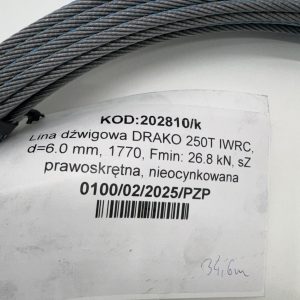 KOD:202810/k
Lina dźwigowa DRAKO 250T IWRC,
d=6.0 mm, 1770, Fmin: 26.8 kN, sZ
prawoskrętna, nieocynkowana
0100/02/2025/PZP
34,6m